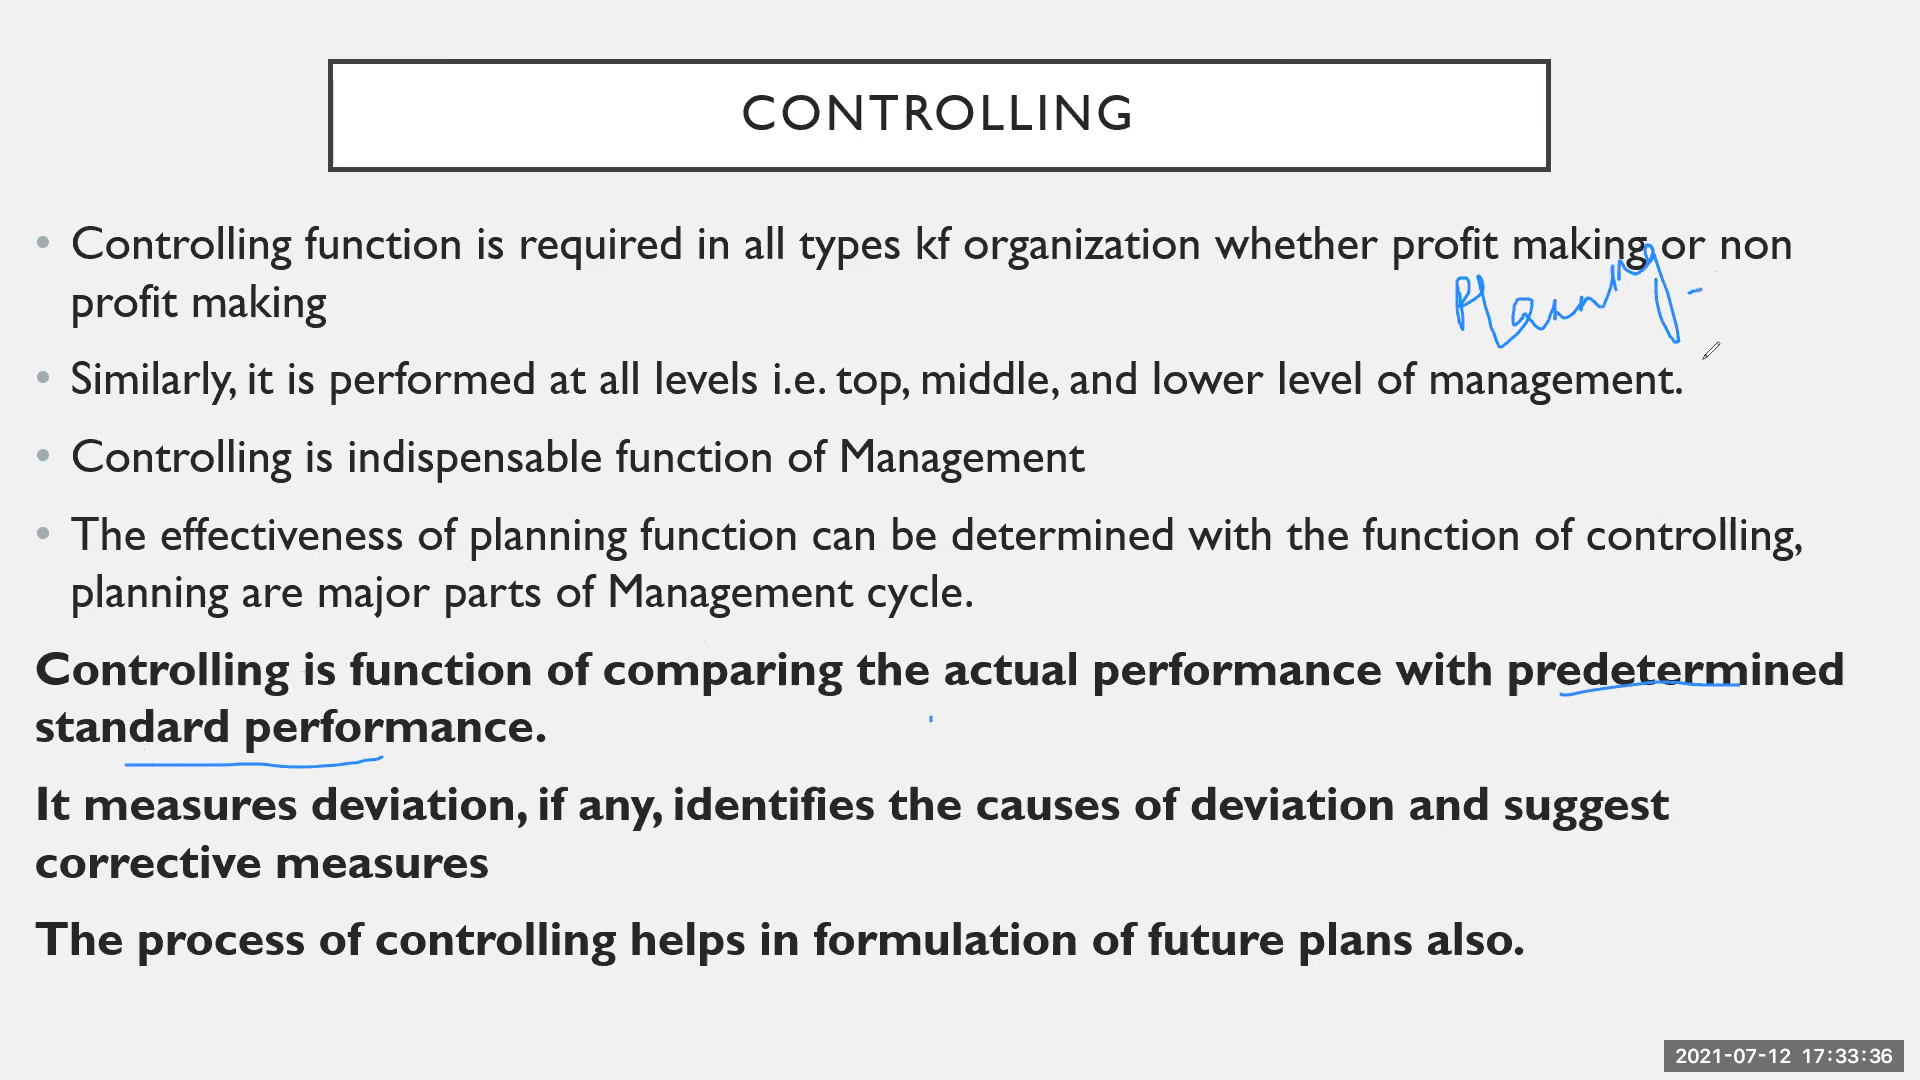 CONTROLLING
• Controlling function is required in all types kf organization whether profit making or non
profit making
Planning -
• Similarly, it is performed at all levels i.e. top, middle, and lower level of management.
• Controlling is indispensable function of Management
• The effectiveness of planning function can be determined with the function of controlling,
planning are major parts of Management cycle.
Controlling is function of comparing the actual performance with predetermined
standard performance.
It measures deviation, if any, identifies the causes of deviation and suggest
corrective measures
The process of controlling helps in formulation of future plans also.
2021-07-12 17:33:36